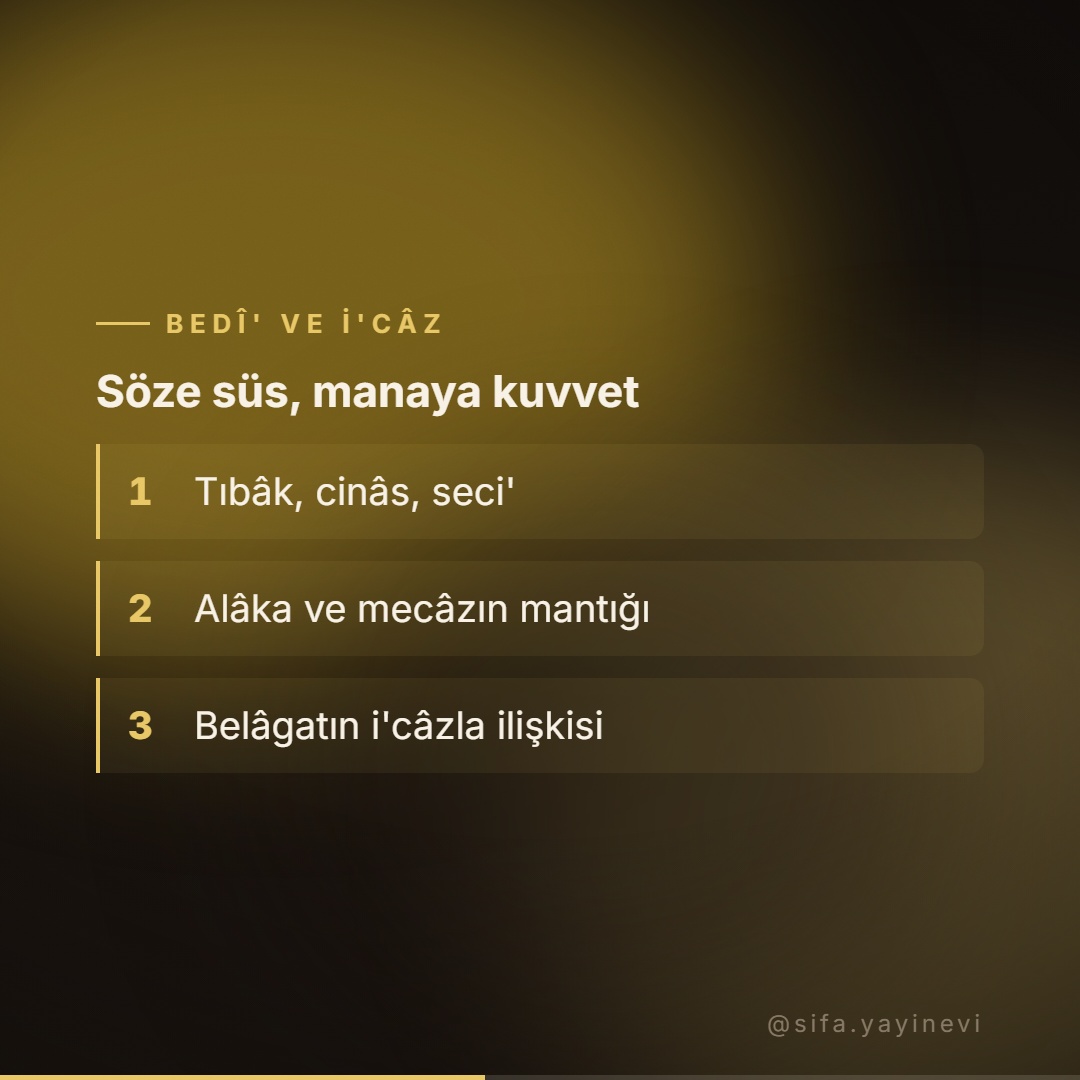 BEDÎ' VE İ'CÂZ
Söze süs, manaya kuvvet
1 Tıbâk, cinâs, seci'
2 Alâka ve mecâzın mantığı
3 Belâgatın i'câzla ilişkisi
@sifa.yayinevi